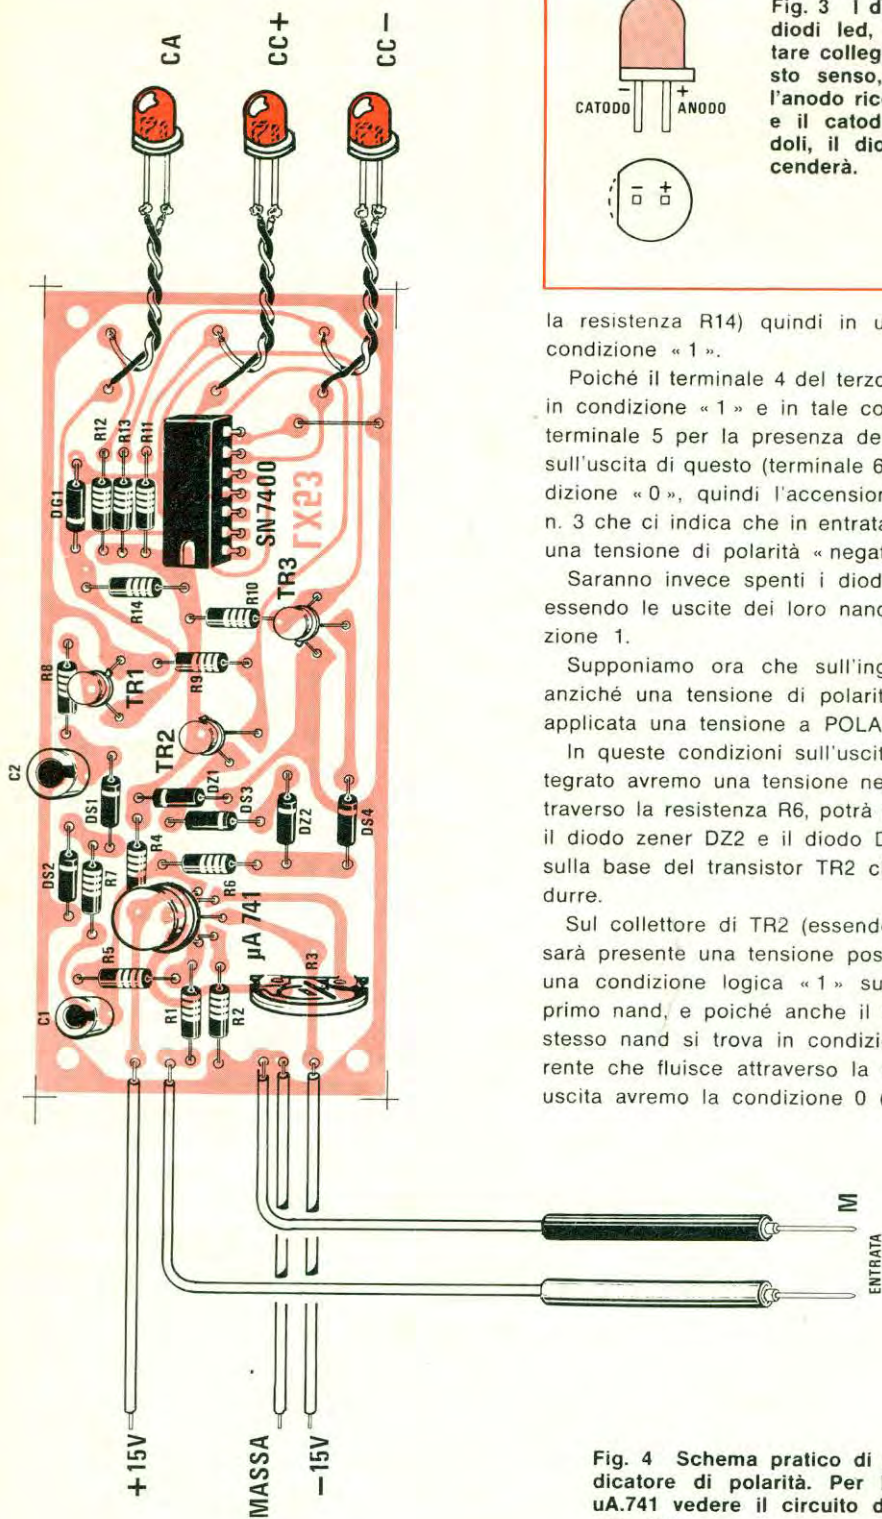 CA
CC+
CC−
R12
R13
R11
DG1
SN7400
LX23
R14
R10
TR3
R8
TR1
R9
TR2
C2
DS1
DZ1
DS3
DZ2
DS4
DS2
R7
R4
R6
µA 741
R5
R3
C1
R1
R2
+15V
MASSA
−15V
M
ENTRATA
Fig. 3 I d
diodi led,
tare colleg
sto senso,
l'anodo rice
e il catod
doli, il dio
cenderà.
CATODO
−
+
ANODO
−
+
la resistenza R14) quindi in u
condizione « 1 ».
Poiché il terminale 4 del terzo
in condizione « 1 » e in tale co
terminale 5 per la presenza de
sull'uscita di questo (terminale 6
dizione « 0 », quindi l'accension
n. 3 che ci indica che in entrata
una tensione di polarità « negat
Saranno invece spenti i diod
essendo le uscite dei loro nand
zione 1.
Supponiamo ora che sull'ing
anziché una tensione di polarit
applicata una tensione a POLA
In queste condizioni sull'uscit
tegrato avremo una tensione ne
traverso la resistenza R6, potrà
il diodo zener DZ2 e il diodo D
sulla base del transistor TR2 c
durre.
Sul collettore di TR2 (essend
sarà presente una tensione pos
una condizione logica « 1 » su
primo nand, e poiché anche il
stesso nand si trova in condizi
rente che fluisce attraverso la
uscita avremo la condizione 0 (
Fig. 4 Schema pratico di
dicatore di polarità. Per
uA.741 vedere il circuito d